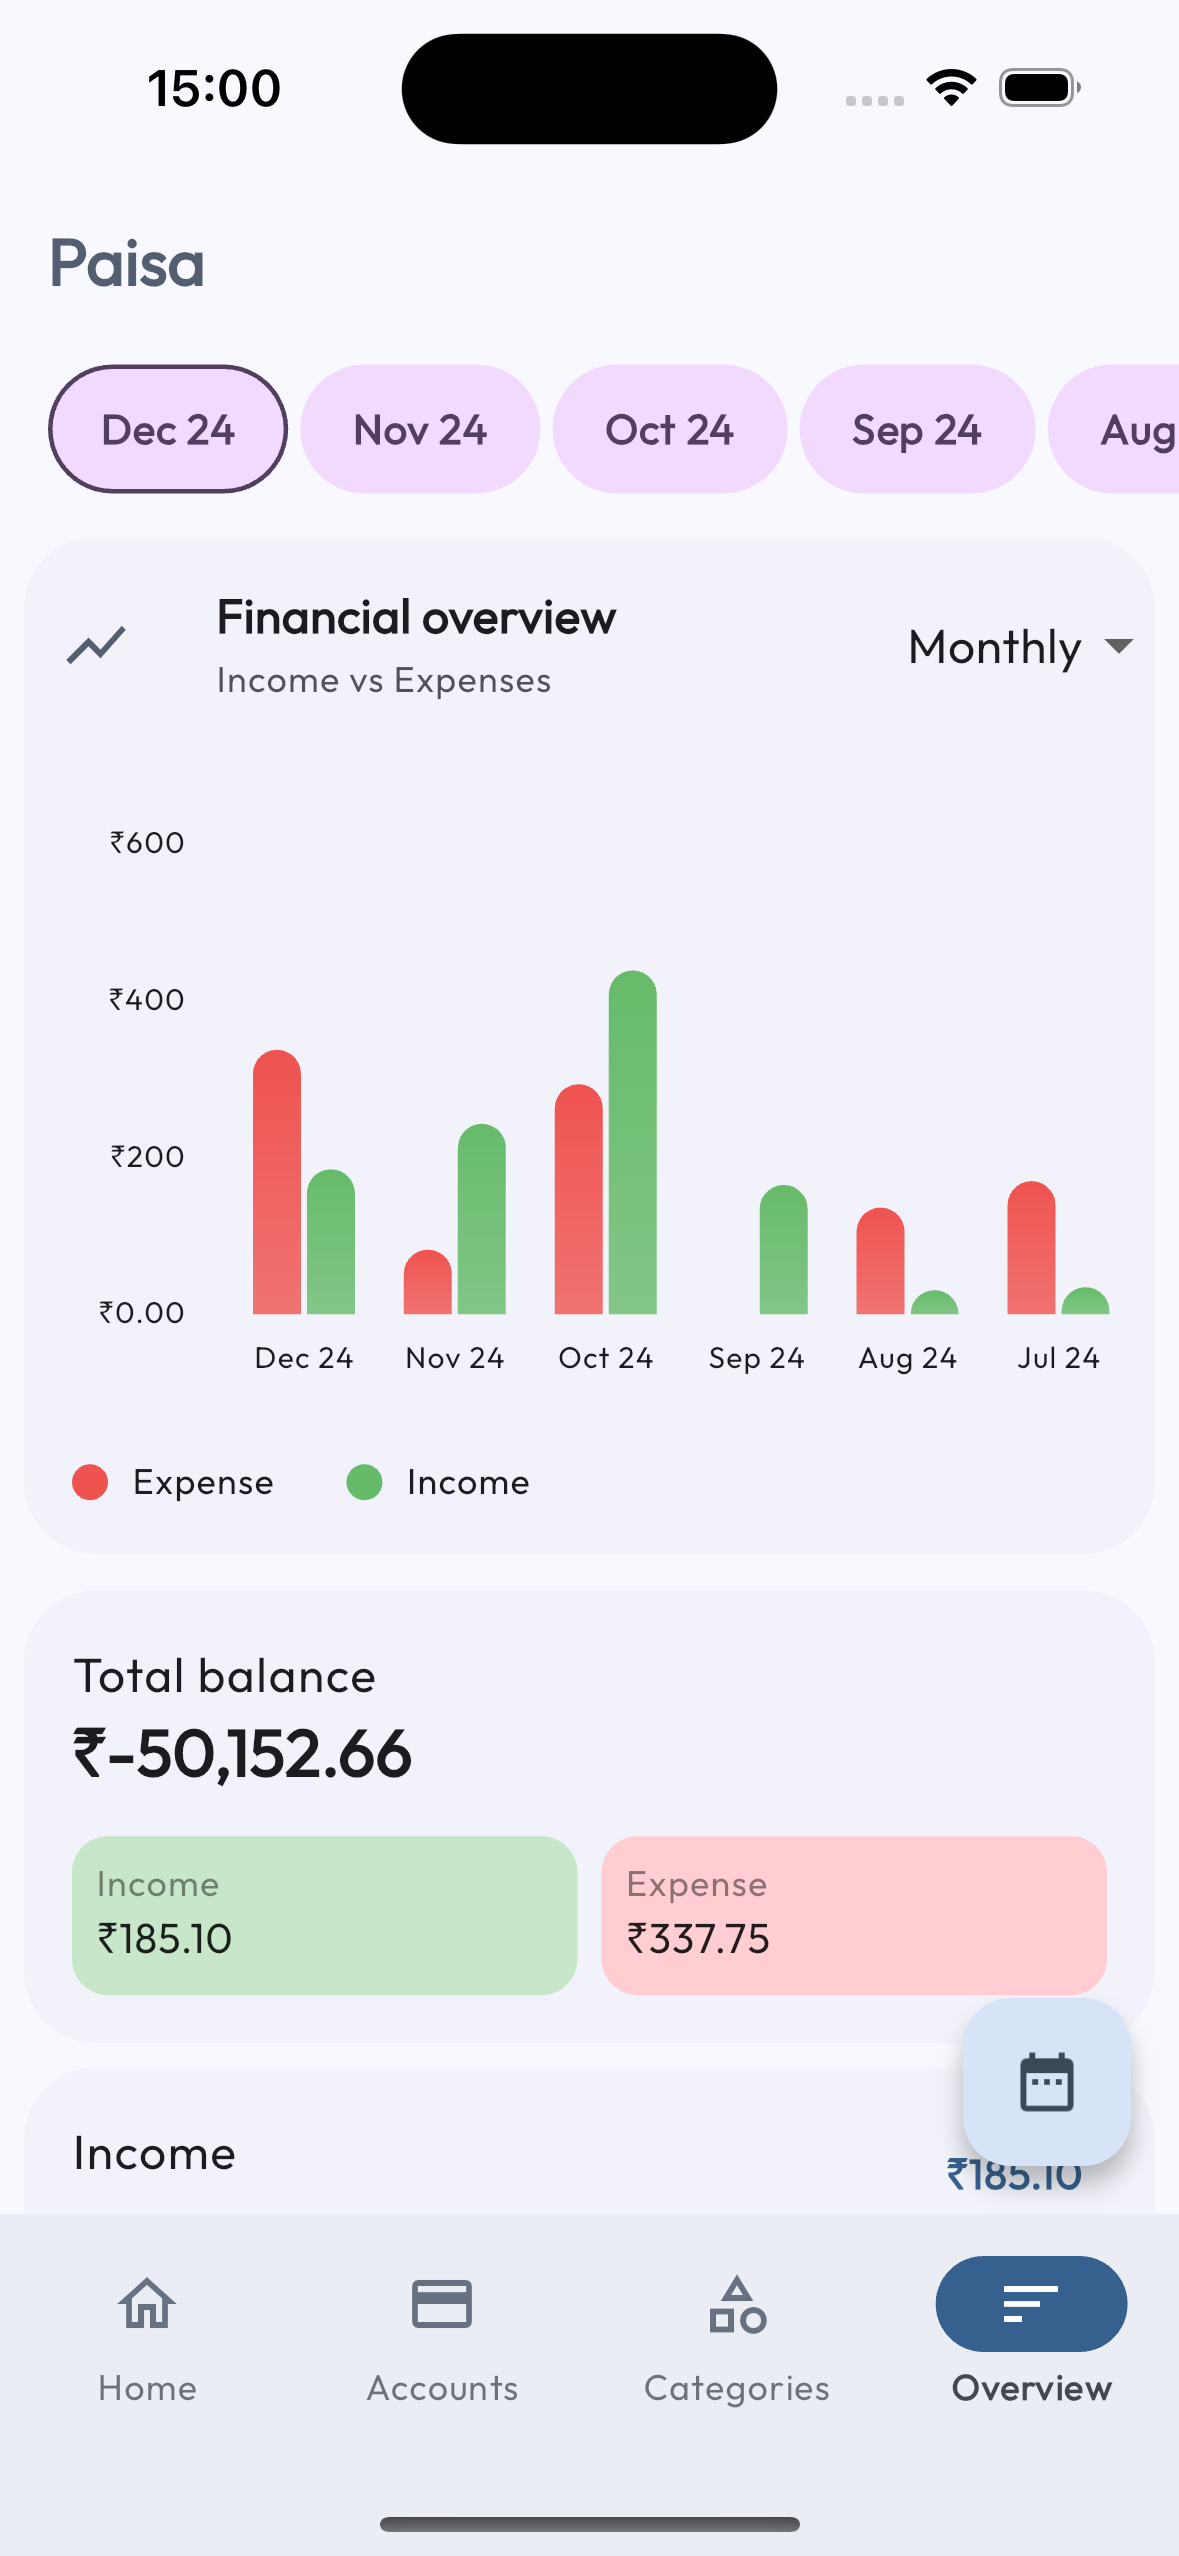 15:00
Paisa
Dec 24
Nov 24
Oct 24
Sep 24
Aug
Financial overview
Income vs Expenses
Monthly
₹600
₹400
₹200
₹0.00
Dec 24
Nov 24
Oct 24
Sep 24
Aug 24
Jul 24
Expense
Income
Total balance
₹-50,152.66
Income
₹185.10
Expense
₹337.75
Income
₹185.10
Home
Accounts
Categories
Overview